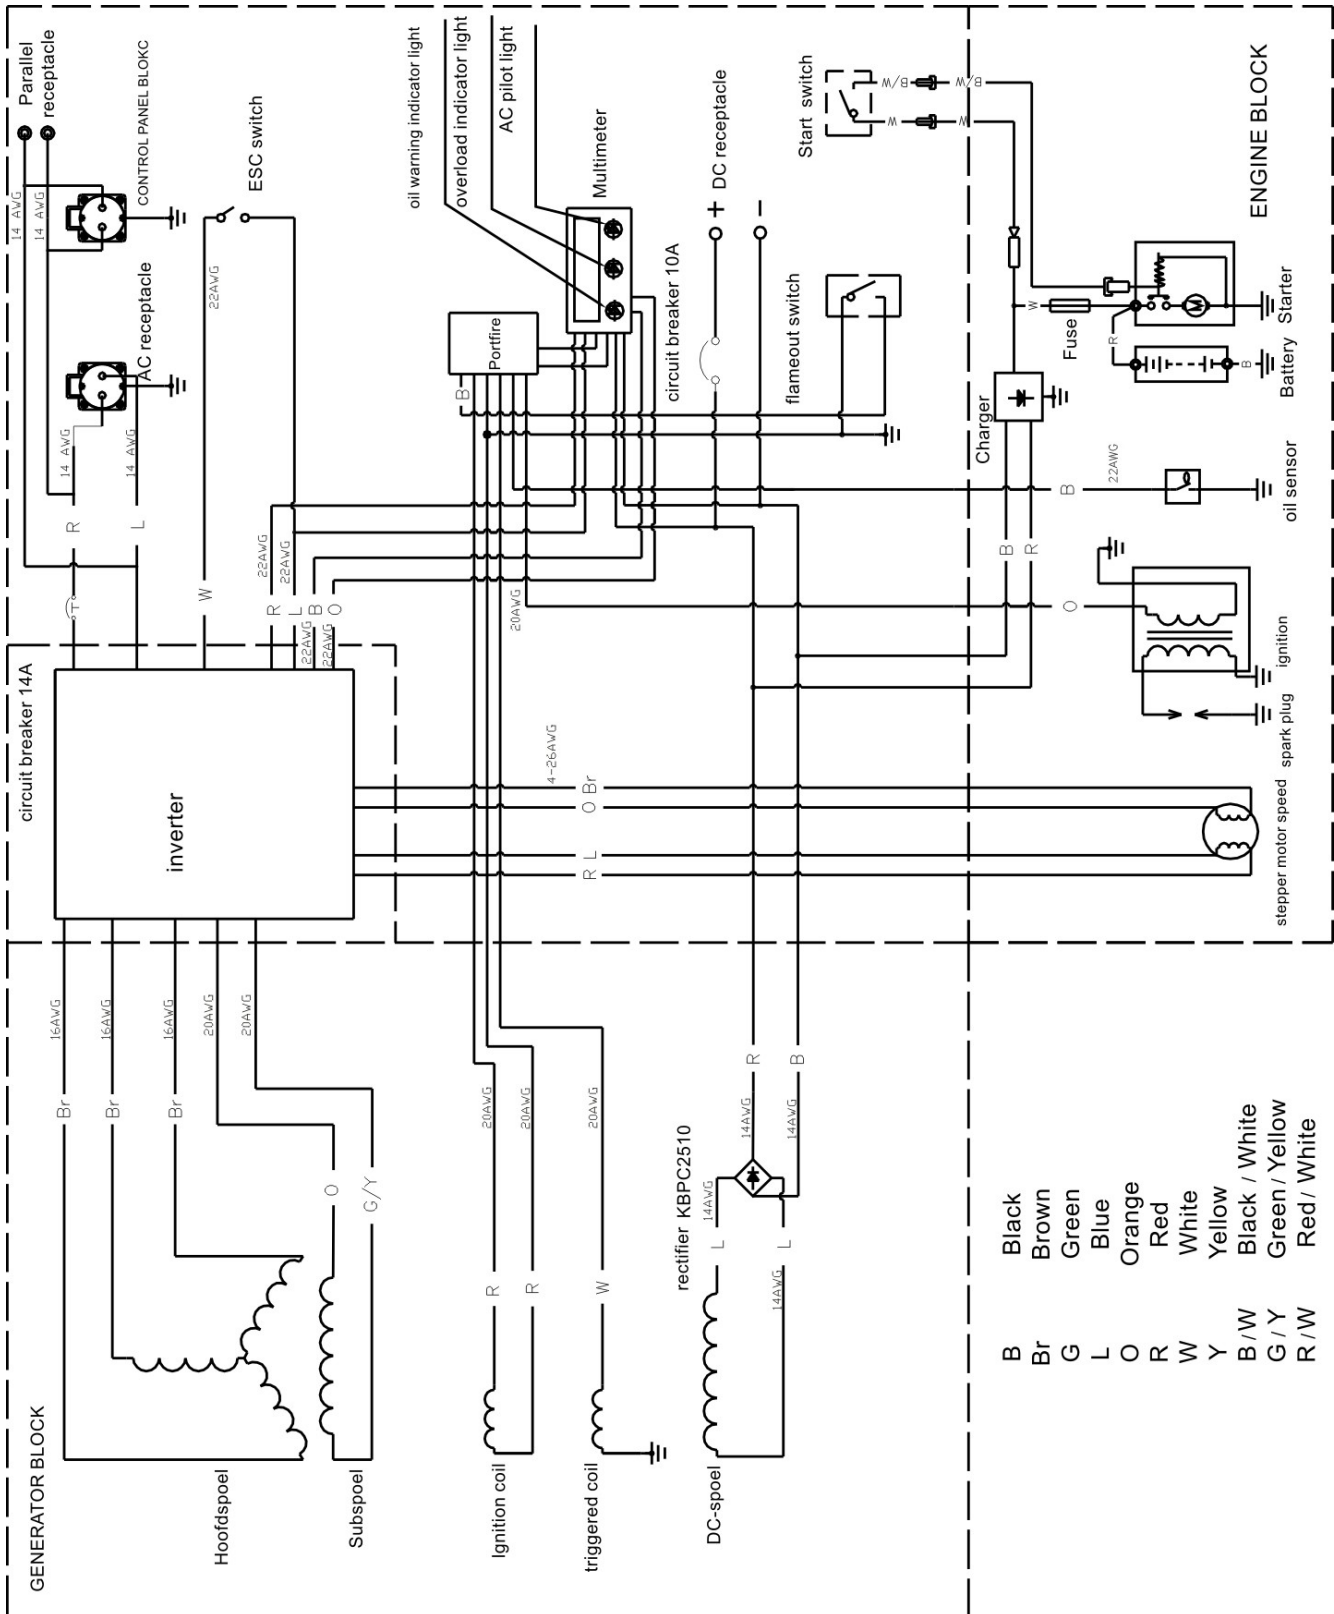 Parallel
receptacle
CONTROL PANEL BLOKC
14 AWG
14 AWG
ESC switch
22AWG
AC receptacle
14 AWG
14 AWG
R
L
T
W
22AWG
22AWG
R
L
B
O
22AWG
22AWG
circuit breaker 14A
inverter
oil warning indicator light
overload indicator light
AC pilot light
Multimeter
Portfire
B
20AWG
circuit breaker 10A
+ DC receptacle
−
flameout switch
Start switch
B/W
B/W
W
W
ENGINE BLOCK
W
Fuse
R
M
Starter
Battery
B
Charger
B
22AWG
oil sensor
B
R
O
ignition
spark plug
stepper motor speed
4-26AWG
O Br
R L
16AWG
16AWG
16AWG
20AWG
20AWG
Br
Br
Br
O
G/Y
GENERATOR BLOCK
Hoofdspoel
Subspoel
20AWG
20AWG
20AWG
R
R
W
Ignition coil
triggered coil
R
B
14AWG
14AWG
rectifier KBPC2510
14AWG
L
L
14AWG
DC-spoel
B Black
Br Brown
G Green
L Blue
O Orange
R Red
W White
Y Yellow
B/W Black / White
G/Y Green / Yellow
R/W Red / White